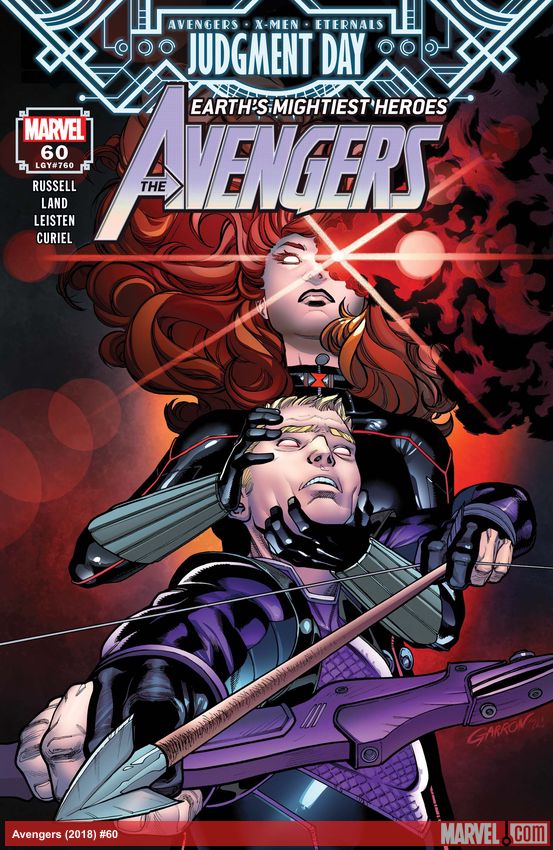 AVENGERS • X-MEN • ETERNALS
JUDGMENT DAY
EARTH'S MIGHTIEST HEROES
THE AVENGERS
MARVEL
60
LGY#760
RUSSELL
LAND
LEISTEN
CURIEL
GARRÓN
Avengers (2018) #60
MARVEL.com